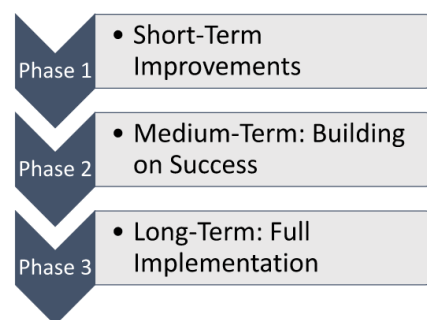 Phase 1
• Short-Term
Improvements
Phase 2
• Medium-Term: Building
on Success
Phase 3
• Long-Term: Full
Implementation